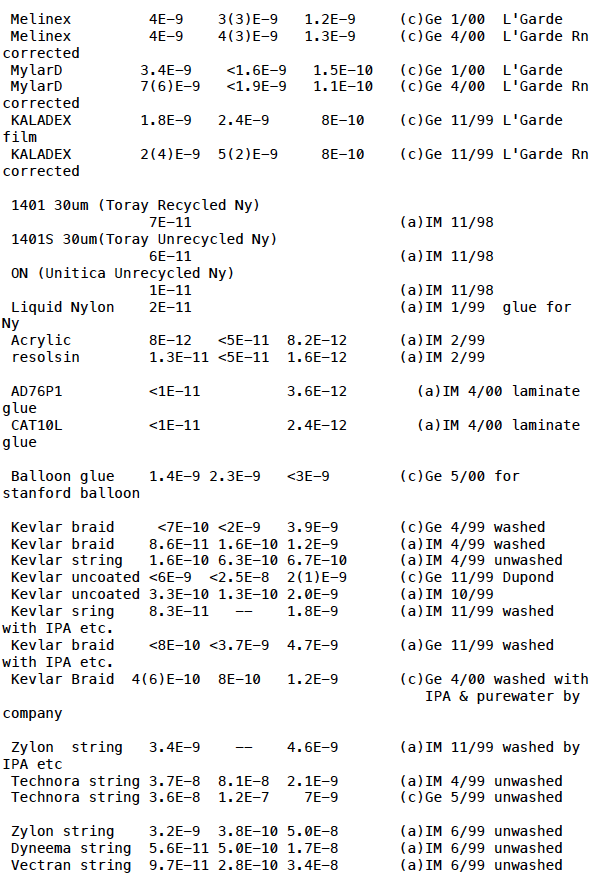 Melinex 4E-9 3(3)E-9 1.2E-9 (c)Ge 1/00 L'Garde
Melinex 4E-9 4(3)E-9 1.3E-9 (c)Ge 4/00 L'Garde Rn
corrected
MylarD 3.4E-9 <1.6E-9 1.5E-10 (c)Ge 1/00 L'Garde
MylarD 7(6)E-9 <1.9E-9 1.1E-10 (c)Ge 4/00 L'Garde Rn
corrected
KALADEX 1.8E-9 2.4E-9 8E-10 (c)Ge 11/99 L'Garde
film
KALADEX 2(4)E-9 5(2)E-9 8E-10 (c)Ge 11/99 L'Garde Rn
corrected
1401 30um (Toray Recycled Ny)
7E-11 (a)IM 11/98
1401S 30um(Toray Unrecycled Ny)
6E-11 (a)IM 11/98
ON (Unitica Unrecycled Ny)
1E-11 (a)IM 11/98
Liquid Nylon 2E-11 (a)IM 1/99 glue for
Ny
Acrylic 8E-12 <5E-11 8.2E-12 (a)IM 2/99
resolsin 1.3E-11 <5E-11 1.6E-12 (a)IM 2/99
AD76P1 <1E-11 3.6E-12 (a)IM 4/00 laminate
glue
CAT10L <1E-11 2.4E-12 (a)IM 4/00 laminate
glue
Balloon glue 1.4E-9 2.3E-9 <3E-9 (c)Ge 5/00 for
stanford balloon
Kevlar braid <7E-10 <2E-9 3.9E-9 (c)Ge 4/99 washed
Kevlar braid 8.6E-11 1.6E-10 1.2E-9 (a)IM 4/99 washed
Kevlar string 1.6E-10 6.3E-10 6.7E-10 (a)IM 4/99 unwashed
Kevlar uncoated <6E-9 <2.5E-8 2(1)E-9 (c)Ge 11/99 Dupond
Kevlar uncoated 3.3E-10 1.3E-10 2.0E-9 (a)IM 10/99
Kevlar sring 8.3E-11 -- 1.8E-9 (a)IM 11/99 washed
with IPA etc.
Kevlar braid <8E-10 <3.7E-9 4.7E-9 (a)Ge 11/99 washed
with IPA etc.
Kevlar Braid 4(6)E-10 8E-10 1.2E-9 (c)Ge 4/00 washed with
IPA & purewater by
company
Zylon string 3.4E-9 -- 4.6E-9 (a)IM 11/99 washed by
IPA etc
Technora string 3.7E-8 8.1E-8 2.1E-9 (a)IM 4/99 unwashed
Technora string 3.6E-8 1.2E-7 7E-9 (c)Ge 5/99 unwashed
Zylon string 3.2E-9 3.8E-10 5.0E-8 (a)IM 6/99 unwashed
Dyneema string 5.6E-11 5.0E-10 1.7E-8 (a)IM 6/99 unwashed
Vectran string 9.7E-11 2.8E-10 3.4E-8 (a)IM 6/99 unwashed